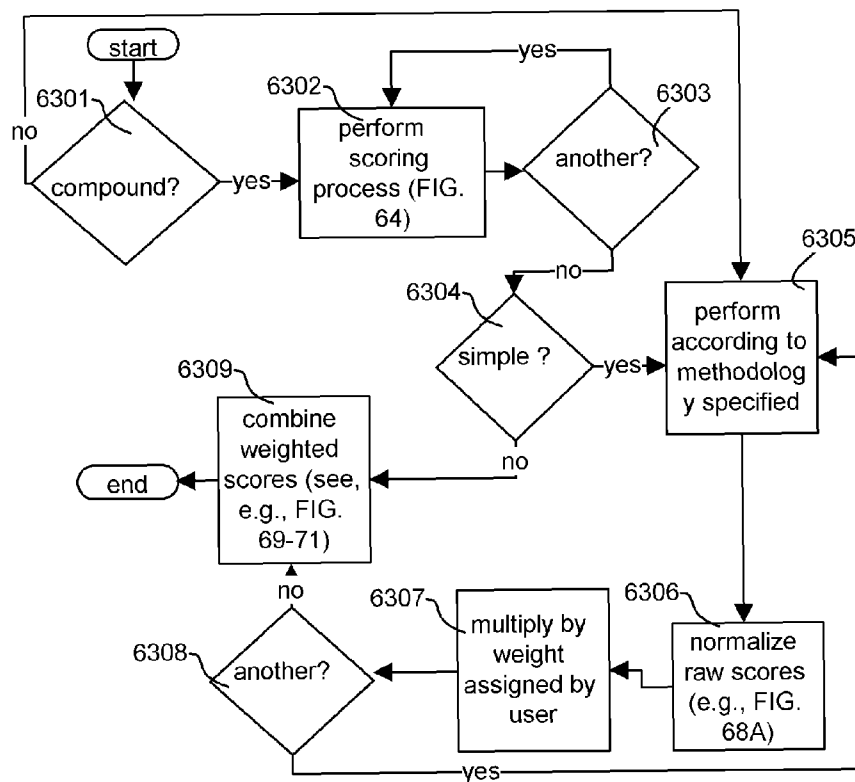 start
yes
6301
6302
6303
no
compound?
yes
perform
scoring
process (FIG.
64)
another?
no
6304
simple ?
yes
no
6305
perform
according to
methodolog
y specified
6309
combine
weighted
scores (see,
e.g., FIG.
69-71)
end
no
6308
another?
yes
6307
multiply by
weight
assigned by
user
6306
normalize
raw scores
(e.g., FIG.
68A)